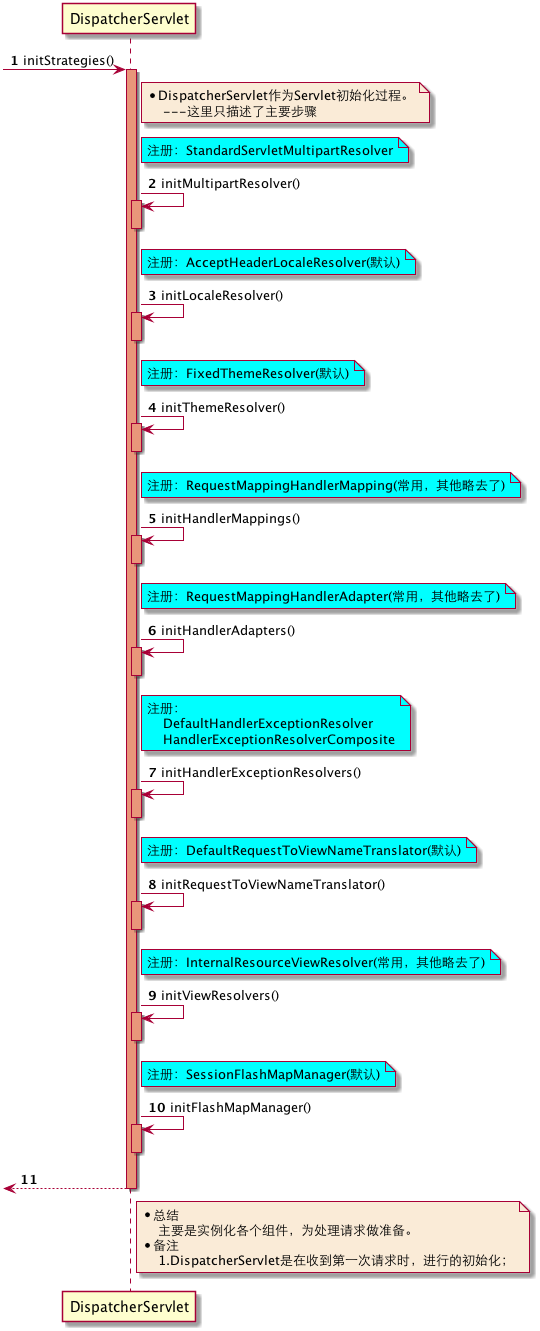 DispatcherServlet
1 initStrategies()
•DispatcherServlet作为Servlet初始化过程。
---这里只描述了主要步骤
注册：StandardServletMultipartResolver
2 initMultipartResolver()
注册：AcceptHeaderLocaleResolver(默认)
3 initLocaleResolver()
注册：FixedThemeResolver(默认)
4 initThemeResolver()
注册：RequestMappingHandlerMapping(常用，其他略去了)
5 initHandlerMappings()
注册：RequestMappingHandlerAdapter(常用，其他略去了)
6 initHandlerAdapters()
注册：
DefaultHandlerExceptionResolver
HandlerExceptionResolverComposite
7 initHandlerExceptionResolvers()
注册：DefaultRequestToViewNameTranslator(默认)
8 initRequestToViewNameTranslator()
注册：InternalResourceViewResolver(常用，其他略去了)
9 initViewResolvers()
注册：SessionFlashMapManager(默认)
10 initFlashMapManager()
11
•总结
主要是实例化各个组件，为处理请求做准备。
•备注
1.DispatcherServlet是在收到第一次请求时，进行的初始化；
DispatcherServlet